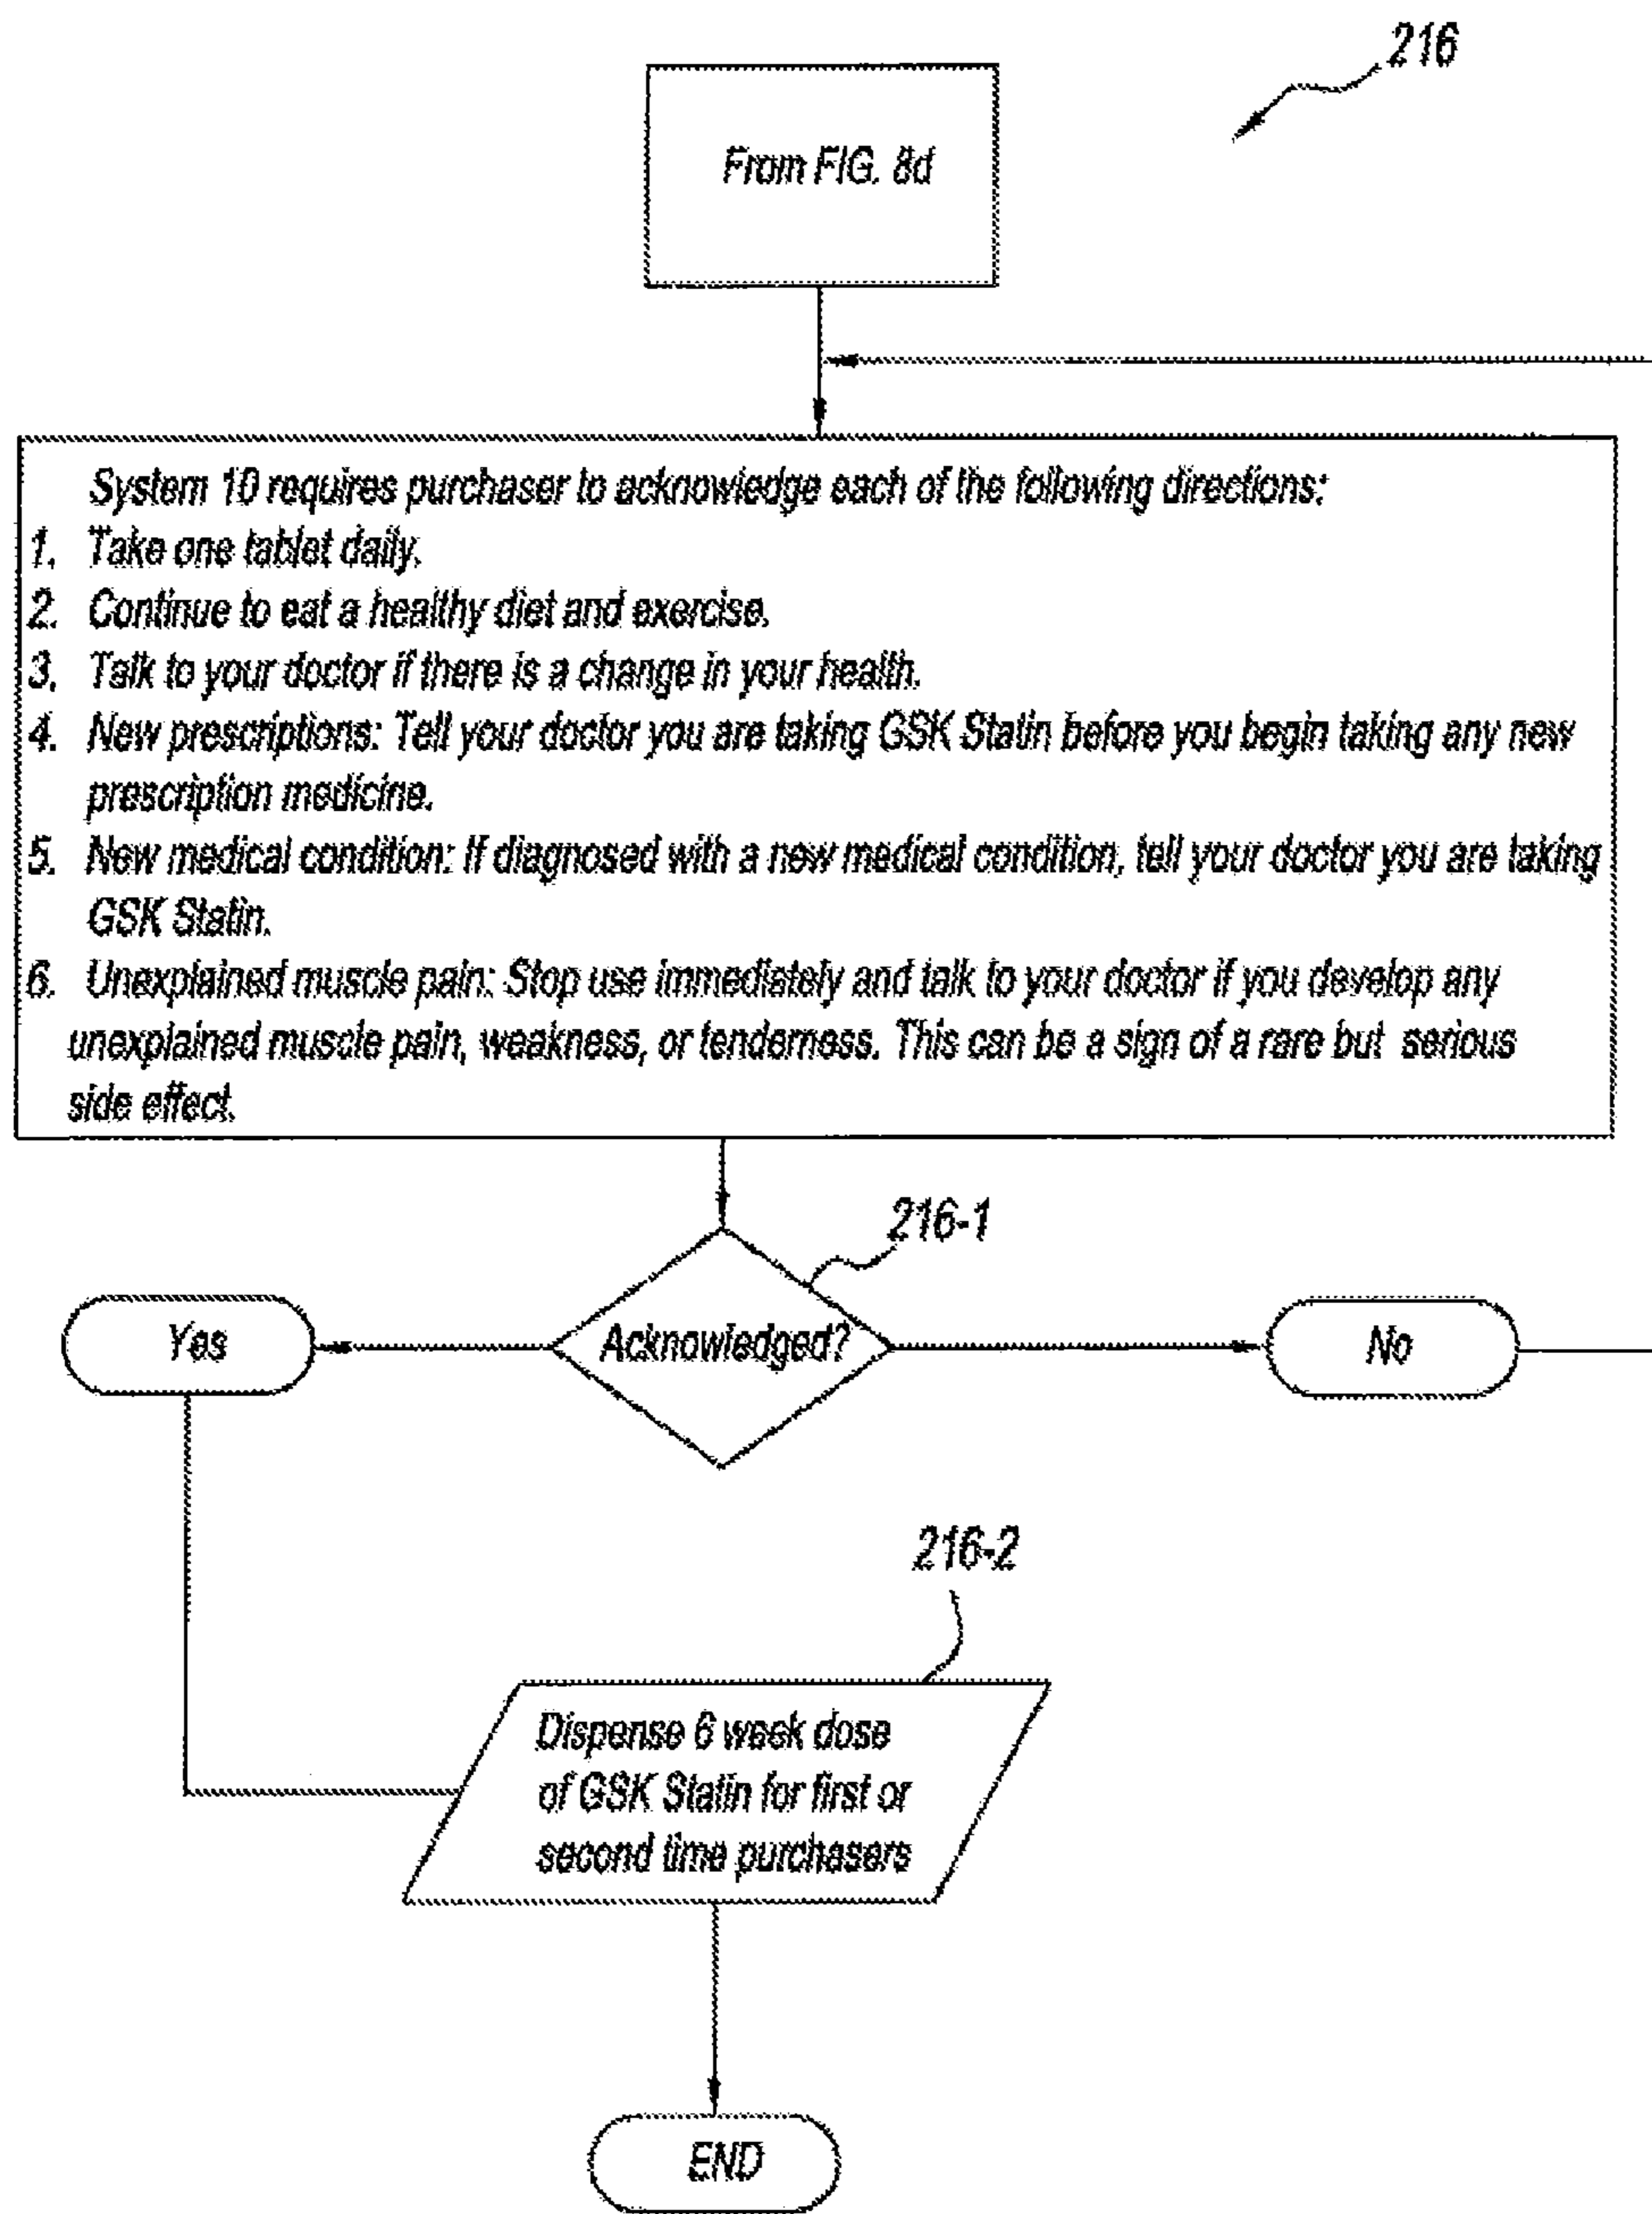 216
From FIG. 8d
System 10 requires purchaser to acknowledge each of the following directions:
1. Take one tablet daily.
2. Continue to eat a healthy diet and exercise.
3. Talk to your doctor if there is a change in your health.
4. New prescriptions: Tell your doctor you are taking GSK Statin before you begin taking any new
prescription medicine.
5. New medical condition: If diagnosed with a new medical condition, tell your doctor you are taking
GSK Statin.
6. Unexplained muscle pain: Stop use immediately and talk to your doctor if you develop any
unexplained muscle pain, weakness, or tenderness. This can be a sign of a rare but serious
side effect.
216-1
Yes
Acknowledged?
No
216-2
Dispense 6 week dose
of GSK Statin for first or
second time purchasers
END